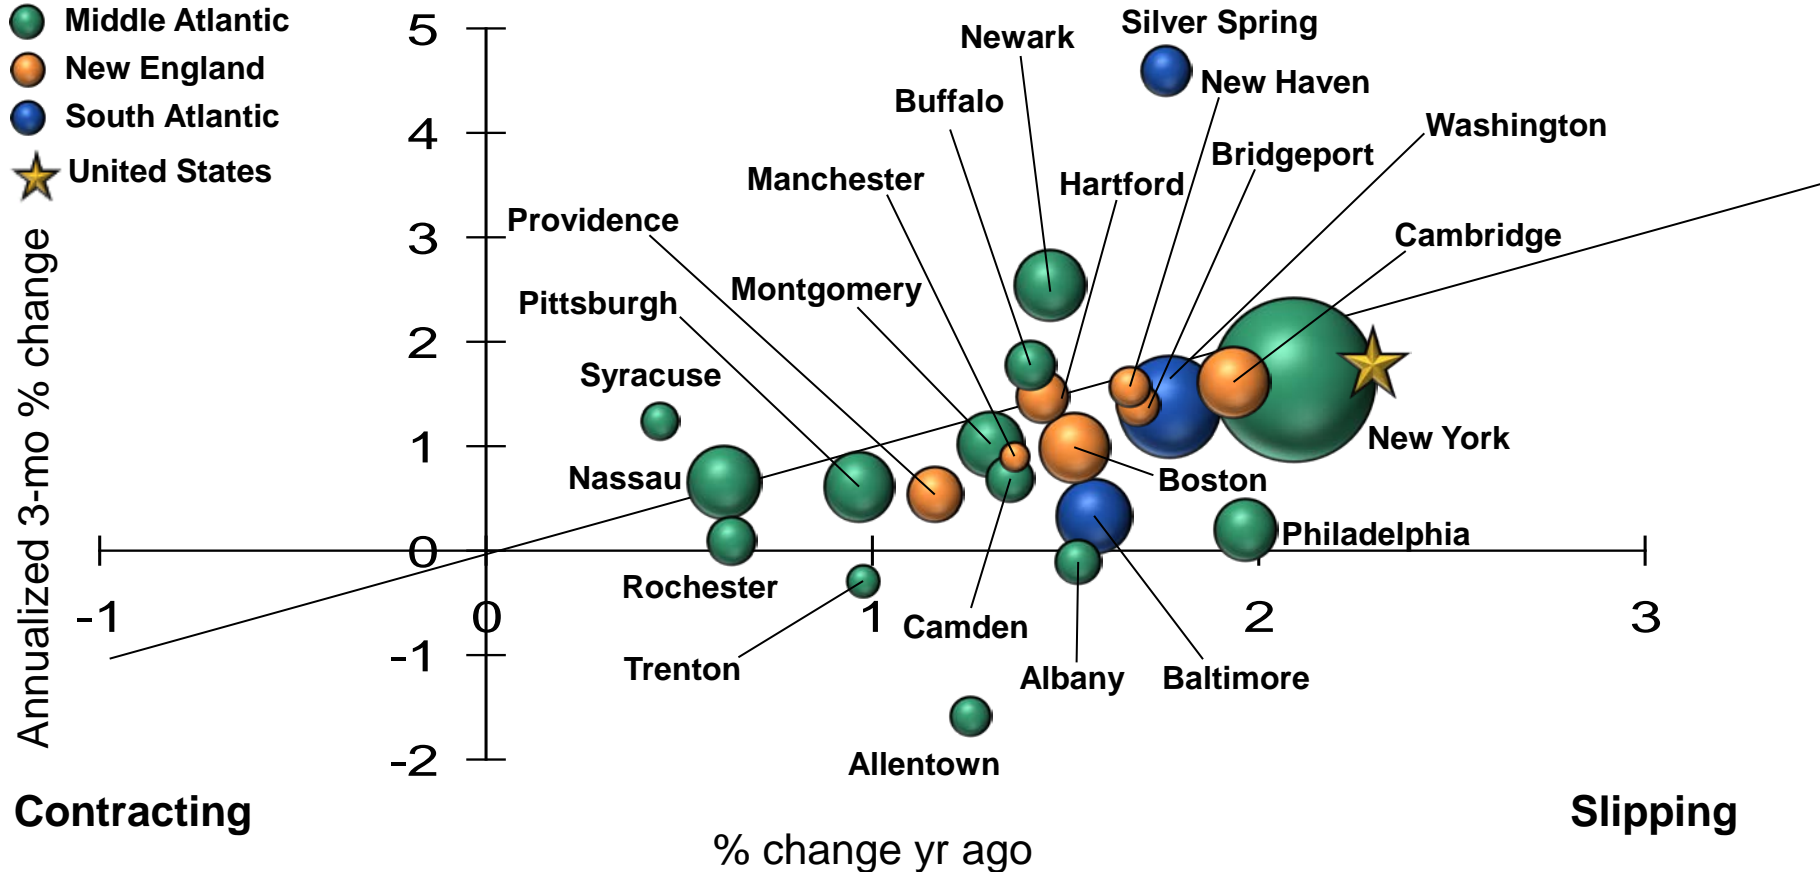 Middle Atlantic
New England
South Atlantic
United States
Annualized 3-mo % change
5
4
3
2
1
0
-1
-2
Silver Spring
Newark
New Haven
Buffalo
Washington
Bridgeport
Manchester
Hartford
Providence
Cambridge
Montgomery
Pittsburgh
Syracuse
New York
Nassau
Boston
Philadelphia
Rochester
Camden
Trenton
Albany
Baltimore
Allentown
-1
0
1
2
3
Contracting
Slipping
% change yr ago